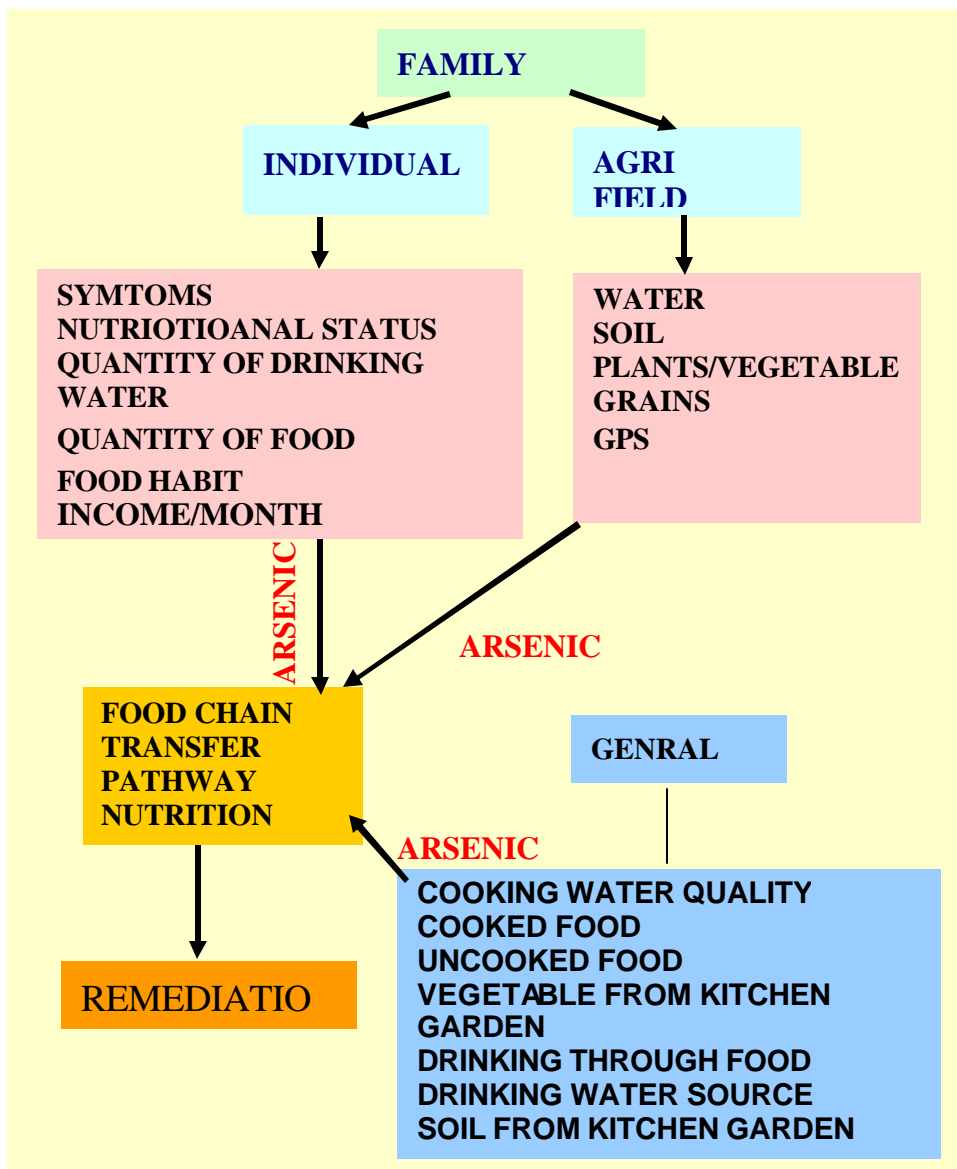 FAMILY
INDIVIDUAL
AGRI
FIELD
SYMTOMS
NUTRIOTIOANAL STATUS
QUANTITY OF DRINKING
WATER
QUANTITY OF FOOD
FOOD HABIT
INCOME/MONTH
WATER
SOIL
PLANTS/VEGETABLE
GRAINS
GPS
ARSENIC
ARSENIC
FOOD CHAIN
TRANSFER
PATHWAY
NUTRITION
GENRAL
ARSENIC
COOKING WATER QUALITY
COOKED FOOD
UNCOOKED FOOD
VEGETABLE FROM KITCHEN
GARDEN
DRINKING THROUGH FOOD
DRINKING WATER SOURCE
SOIL FROM KITCHEN GARDEN
REMEDIATIO